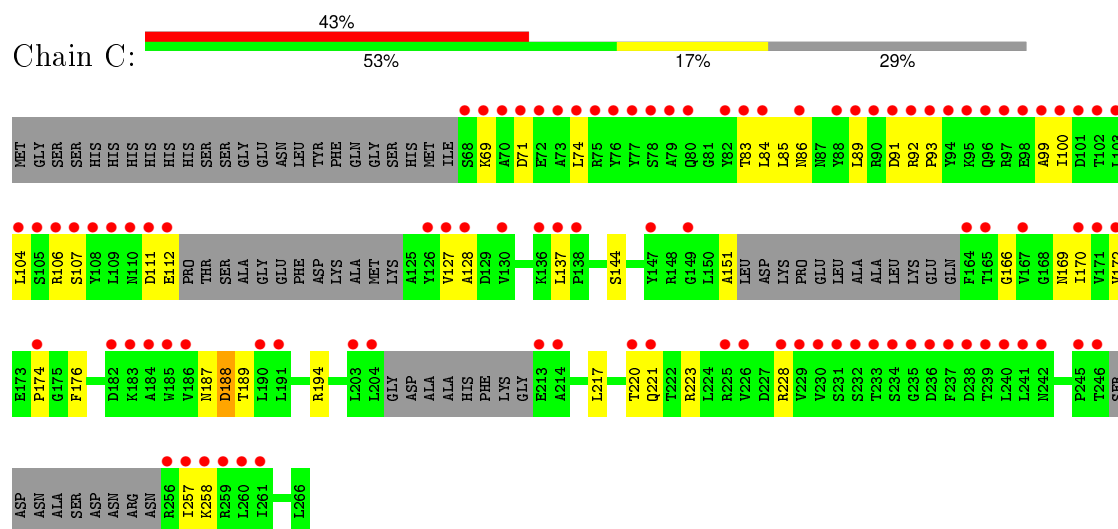 43%
Chain C:
53% 17% 29%
MET GLY SER SER HIS HIS HIS HIS HIS HIS SER SER GLY GLU ASN LEU TYR PHE GLN GLY SER HIS MET ILE S68 K69 A70 D71 E72 A73 L74 R75 Y76 Y77 S78 A79 Q80 G81 Y82 T83 L84 L85 N86 N87 Y88 L89 R90 D91 R92 P93 Y94 K95 Q96 R97 E98 A99 I100 D101 T102 L103
L104 S105 R106 S107 Y108 L109 N110 D111 E112 PRO THR SER ALA GLY GLU PHE ASP LYS ALA MET LYS A125 Y126 V127 A128 D129 V130 K136 L137 P138 S144 Y147 R148 G149 L150 A151 LEU ASP LYS PRO GLU LEU ALA ALA LEU LYS GLU GLN F164 T165 G166 V167 G168 N169 I170 V171 V172
E173 P174 G175 F176 D182 K183 A184 W185 V186 N187 D188 T189 L190 L191 R194 L203 L204 GLY ASP ALA ALA HIS PHE LYS GLY E213 A214 L217 T220 Q221 T222 R223 L224 R225 V226 D227 R228 V229 V230 S231 S232 T233 S234 G235 D236 F237 D238 T239 L240 L241 N242 P245 T246 SER
ASP ASN ALA SER ASP ASN ARG ASN R256 I257 K258 R259 L260 I261 L266